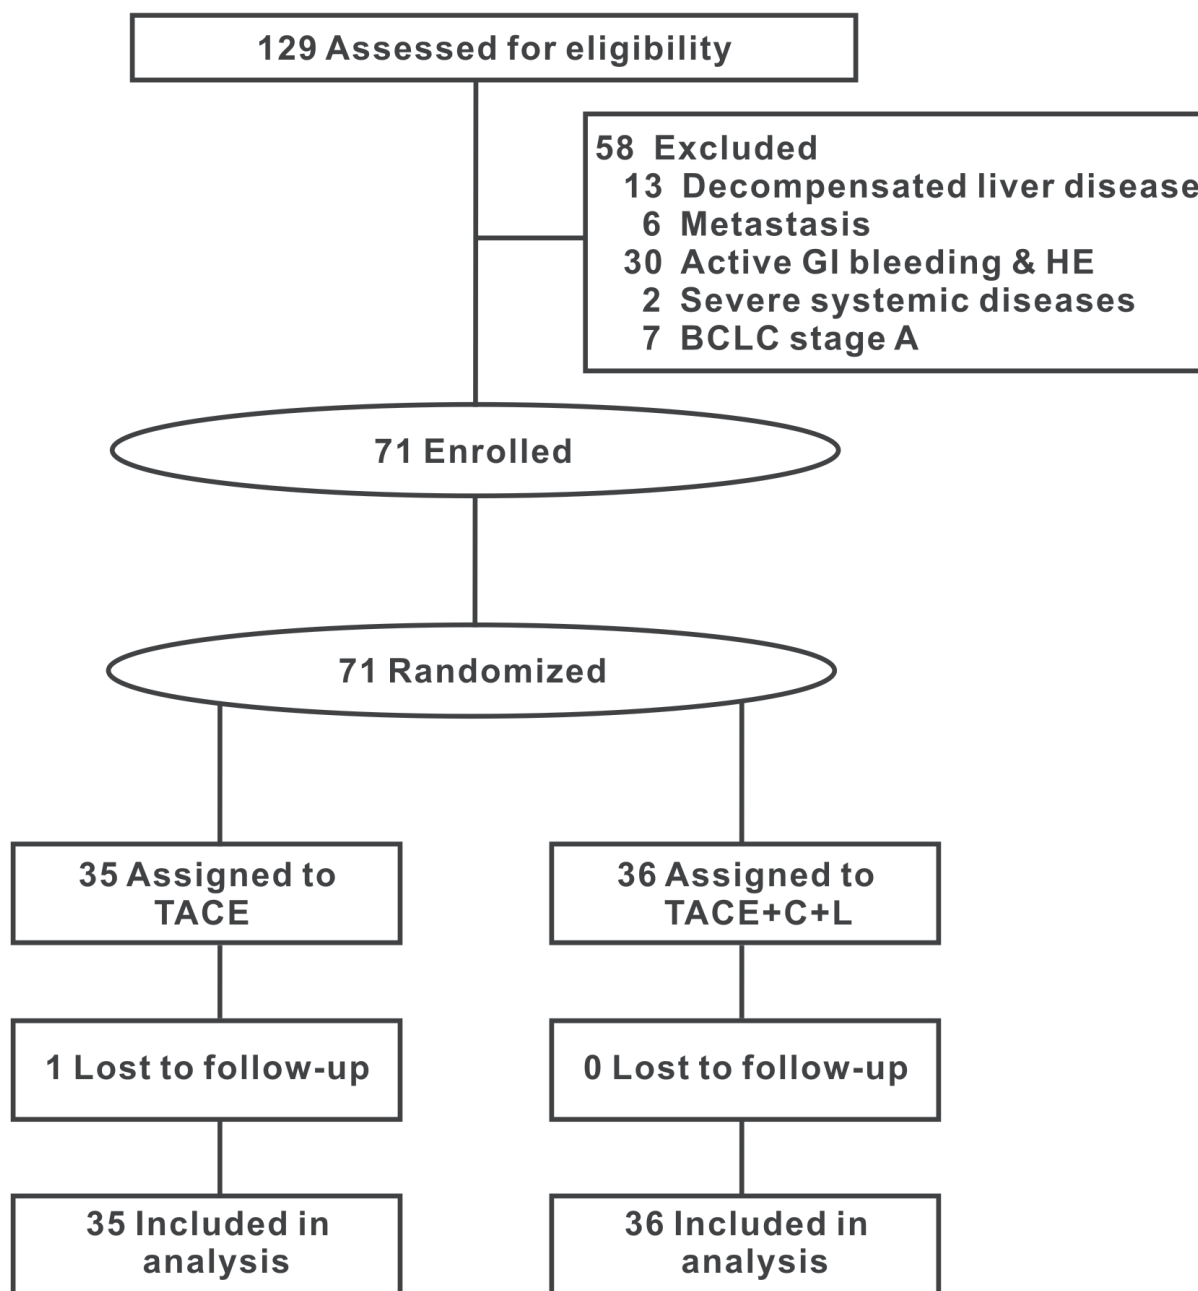 129 Assessed for eligibility
58 Excluded
13 Decompensated liver disease
6 Metastasis
30 Active GI bleeding & HE
2 Severe systemic diseases
7 BCLC stage A
71 Enrolled
71 Randomized
35 Assigned to
TACE
36 Assigned to
TACE+C+L
1 Lost to follow-up
0 Lost to follow-up
35 Included in
analysis
36 Included in
analysis